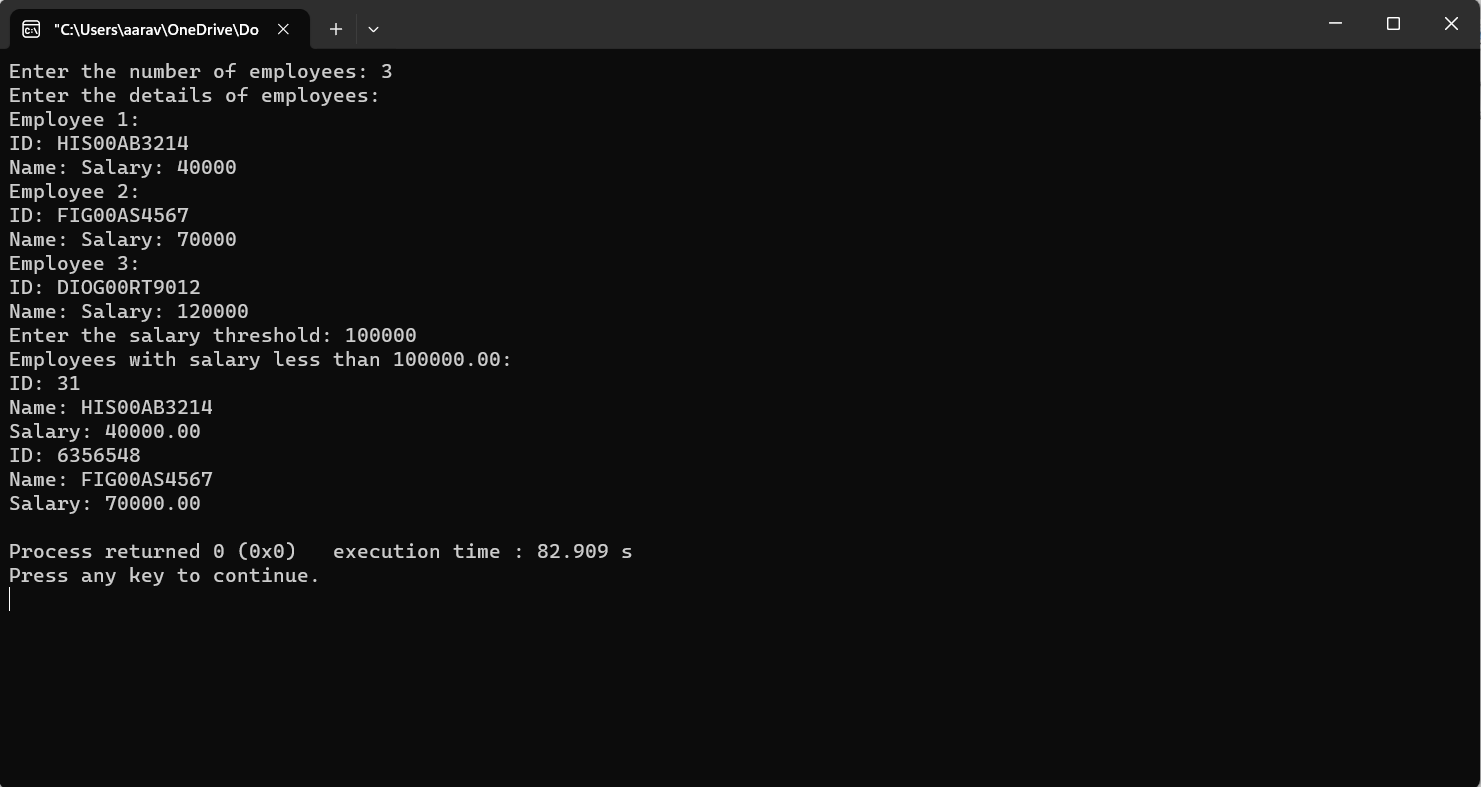 "C:\Users\aarav\OneDrive\Do
Enter the number of employees: 3
Enter the details of employees:
Employee 1:
ID: HIS00AB3214
Name: Salary: 40000
Employee 2:
ID: FIG00AS4567
Name: Salary: 70000
Employee 3:
ID: DIOG00RT9012
Name: Salary: 120000
Enter the salary threshold: 100000
Employees with salary less than 100000.00:
ID: 31
Name: HIS00AB3214
Salary: 40000.00
ID: 6356548
Name: FIG00AS4567
Salary: 70000.00
Process returned 0 (0x0)   execution time : 82.909 s
Press any key to continue.